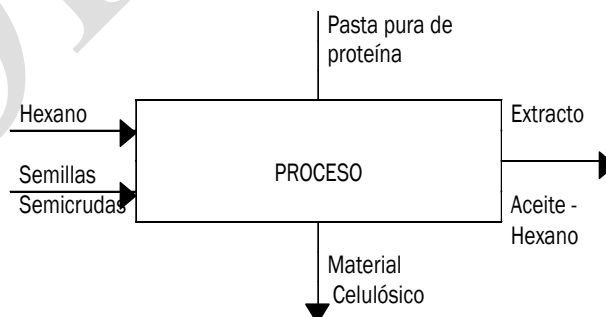 Pasta pura de
proteína
Hexano
Extracto
Semillas
PROCESO
Semicrudas
Aceite -
Hexano
Material
Celulósico